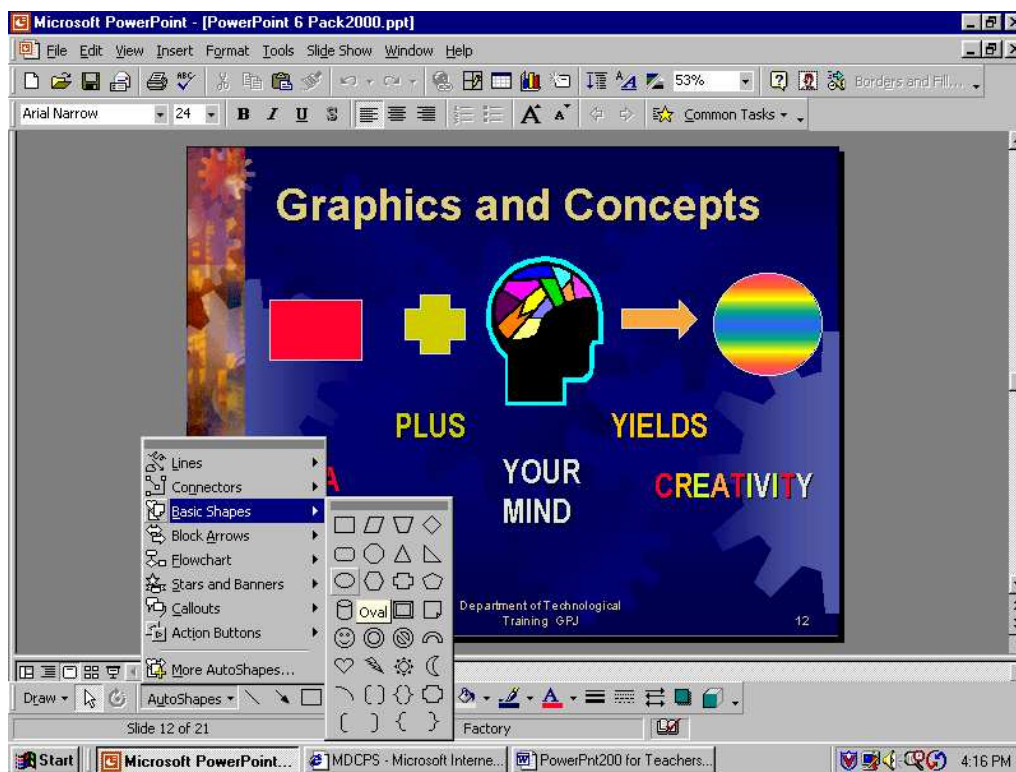 Microsoft PowerPoint - [PowerPoint 6 Pack2000.ppt]
File Edit View Insert Format Tools Slide Show Window Help
53% Borders and Fill...
Arial Narrow 24 B I U S A A Common Tasks
Graphics and Concepts
PLUS YIELDS
YOUR
MIND
CREATIVITY
A
Lines
Connectors
Basic Shapes
Block Arrows
Flowchart
Stars and Banners
Callouts
Action Buttons
More AutoShapes...
Oval
Department of Technological
Training GPJ
12
Draw AutoShapes A
Slide 12 of 21 Factory
Start Microsoft PowerPoint... MDCPS - Microsoft Interne... PowerPnt200 for Teachers... 4:16 PM